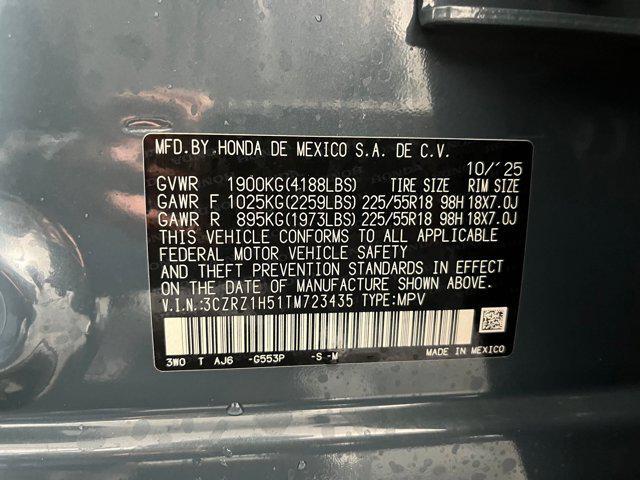 MFD.BY HONDA DE MEXICO S.A. DE C.V.
10/'25
GVWR 1900KG(4188LBS) TIRE SIZE RIM SIZE
GAWR F 1025KG(2259LBS) 225/55R18 98H 18X7.0J
GAWR R 895KG(1973LBS) 225/55R18 98H 18X7.0J
THIS VEHICLE CONFORMS TO ALL APPLICABLE
FEDERAL MOTOR VEHICLE SAFETY
AND THEFT PREVENTION STANDARDS IN EFFECT
ON THE DATE OF MANUFACTURE SHOWN ABOVE.
V.I.N.:3CZRZ1H51TM723435 TYPE:MPV
3W0 T AJ6 -G553P -S -M
MADE IN MEXICO